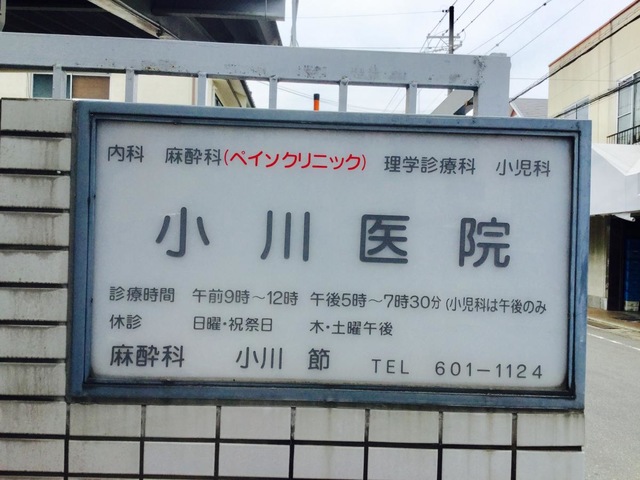 内科 麻酔科(ペインクリニック) 理学診療科 小児科
小川医院
診療時間 午前9時～12時 午後5時～7時30分(小児科は午後のみ
休診 日曜・祝祭日 木・土曜午後
麻酔科 小川 節 TEL 601-1124